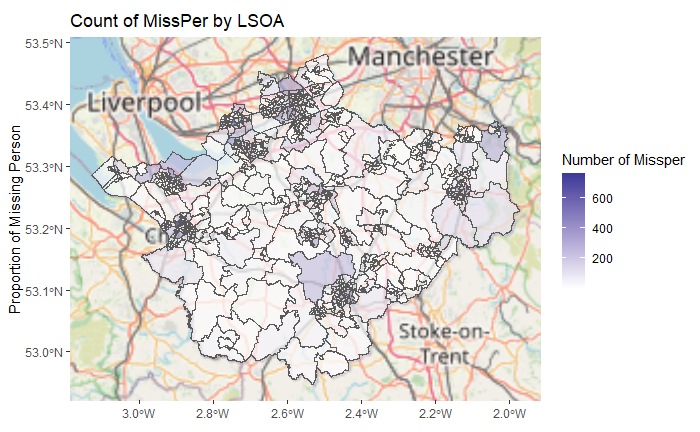 Count of MissPer by LSOA
Proportion of Missing Person
53.5°N
53.4°N
53.3°N
53.2°N
53.1°N
53.0°N
Manchester
Liverpool
Stoke-on-
Trent
3.0°W
2.8°W
2.6°W
2.4°W
2.2°W
2.0°W
Number of Missper
600
400
200